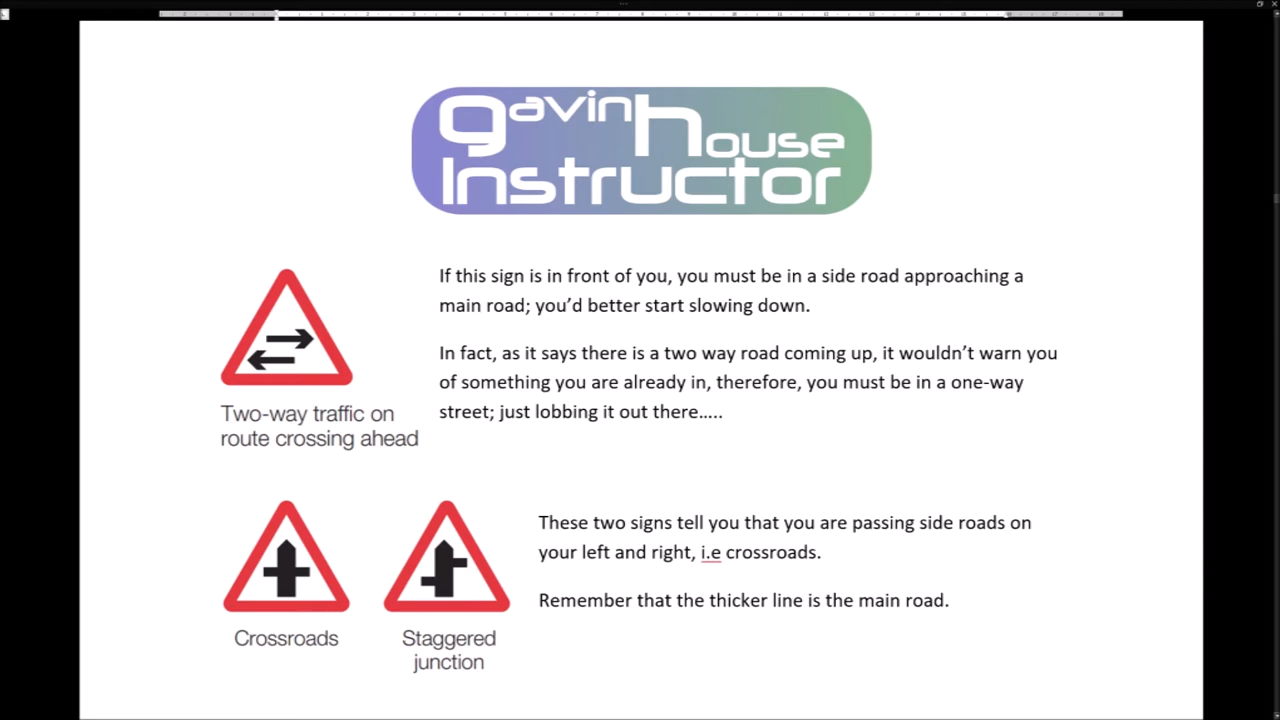 gavin house
Instructor
If this sign is in front of you, you must be in a side road approaching a
main road; you’d better start slowing down.
In fact, as it says there is a two way road coming up, it wouldn’t warn you
of something you are already in, therefore, you must be in a one-way
street; just lobbing it out there…..
Two-way traffic on
route crossing ahead
These two signs tell you that you are passing side roads on
your left and right, i.e crossroads.
Remember that the thicker line is the main road.
Crossroads
Staggered
junction